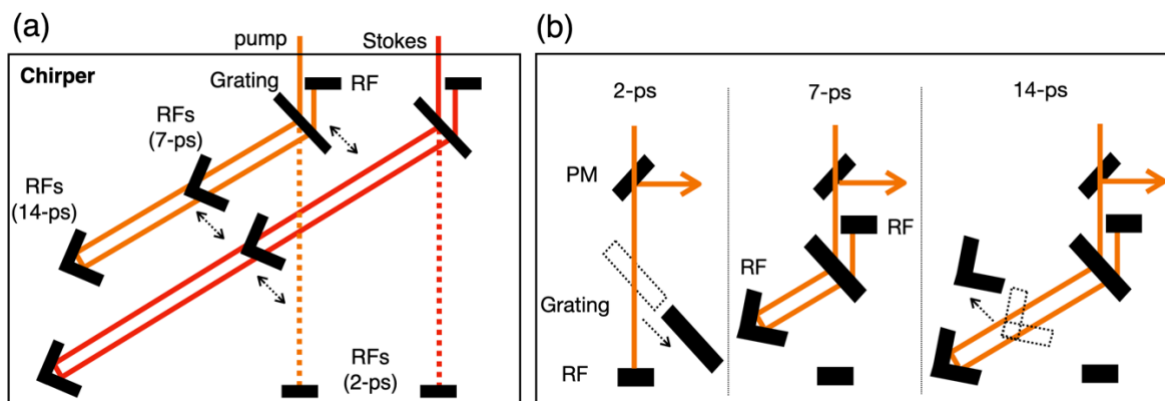 (a)
pump
Stokes
Chirper
Grating
RF
RFs
(7-ps)
RFs
(14-ps)
RFs
(2-ps)
(b)
2-ps
7-ps
14-ps
PM
RF
RF
Grating
RF